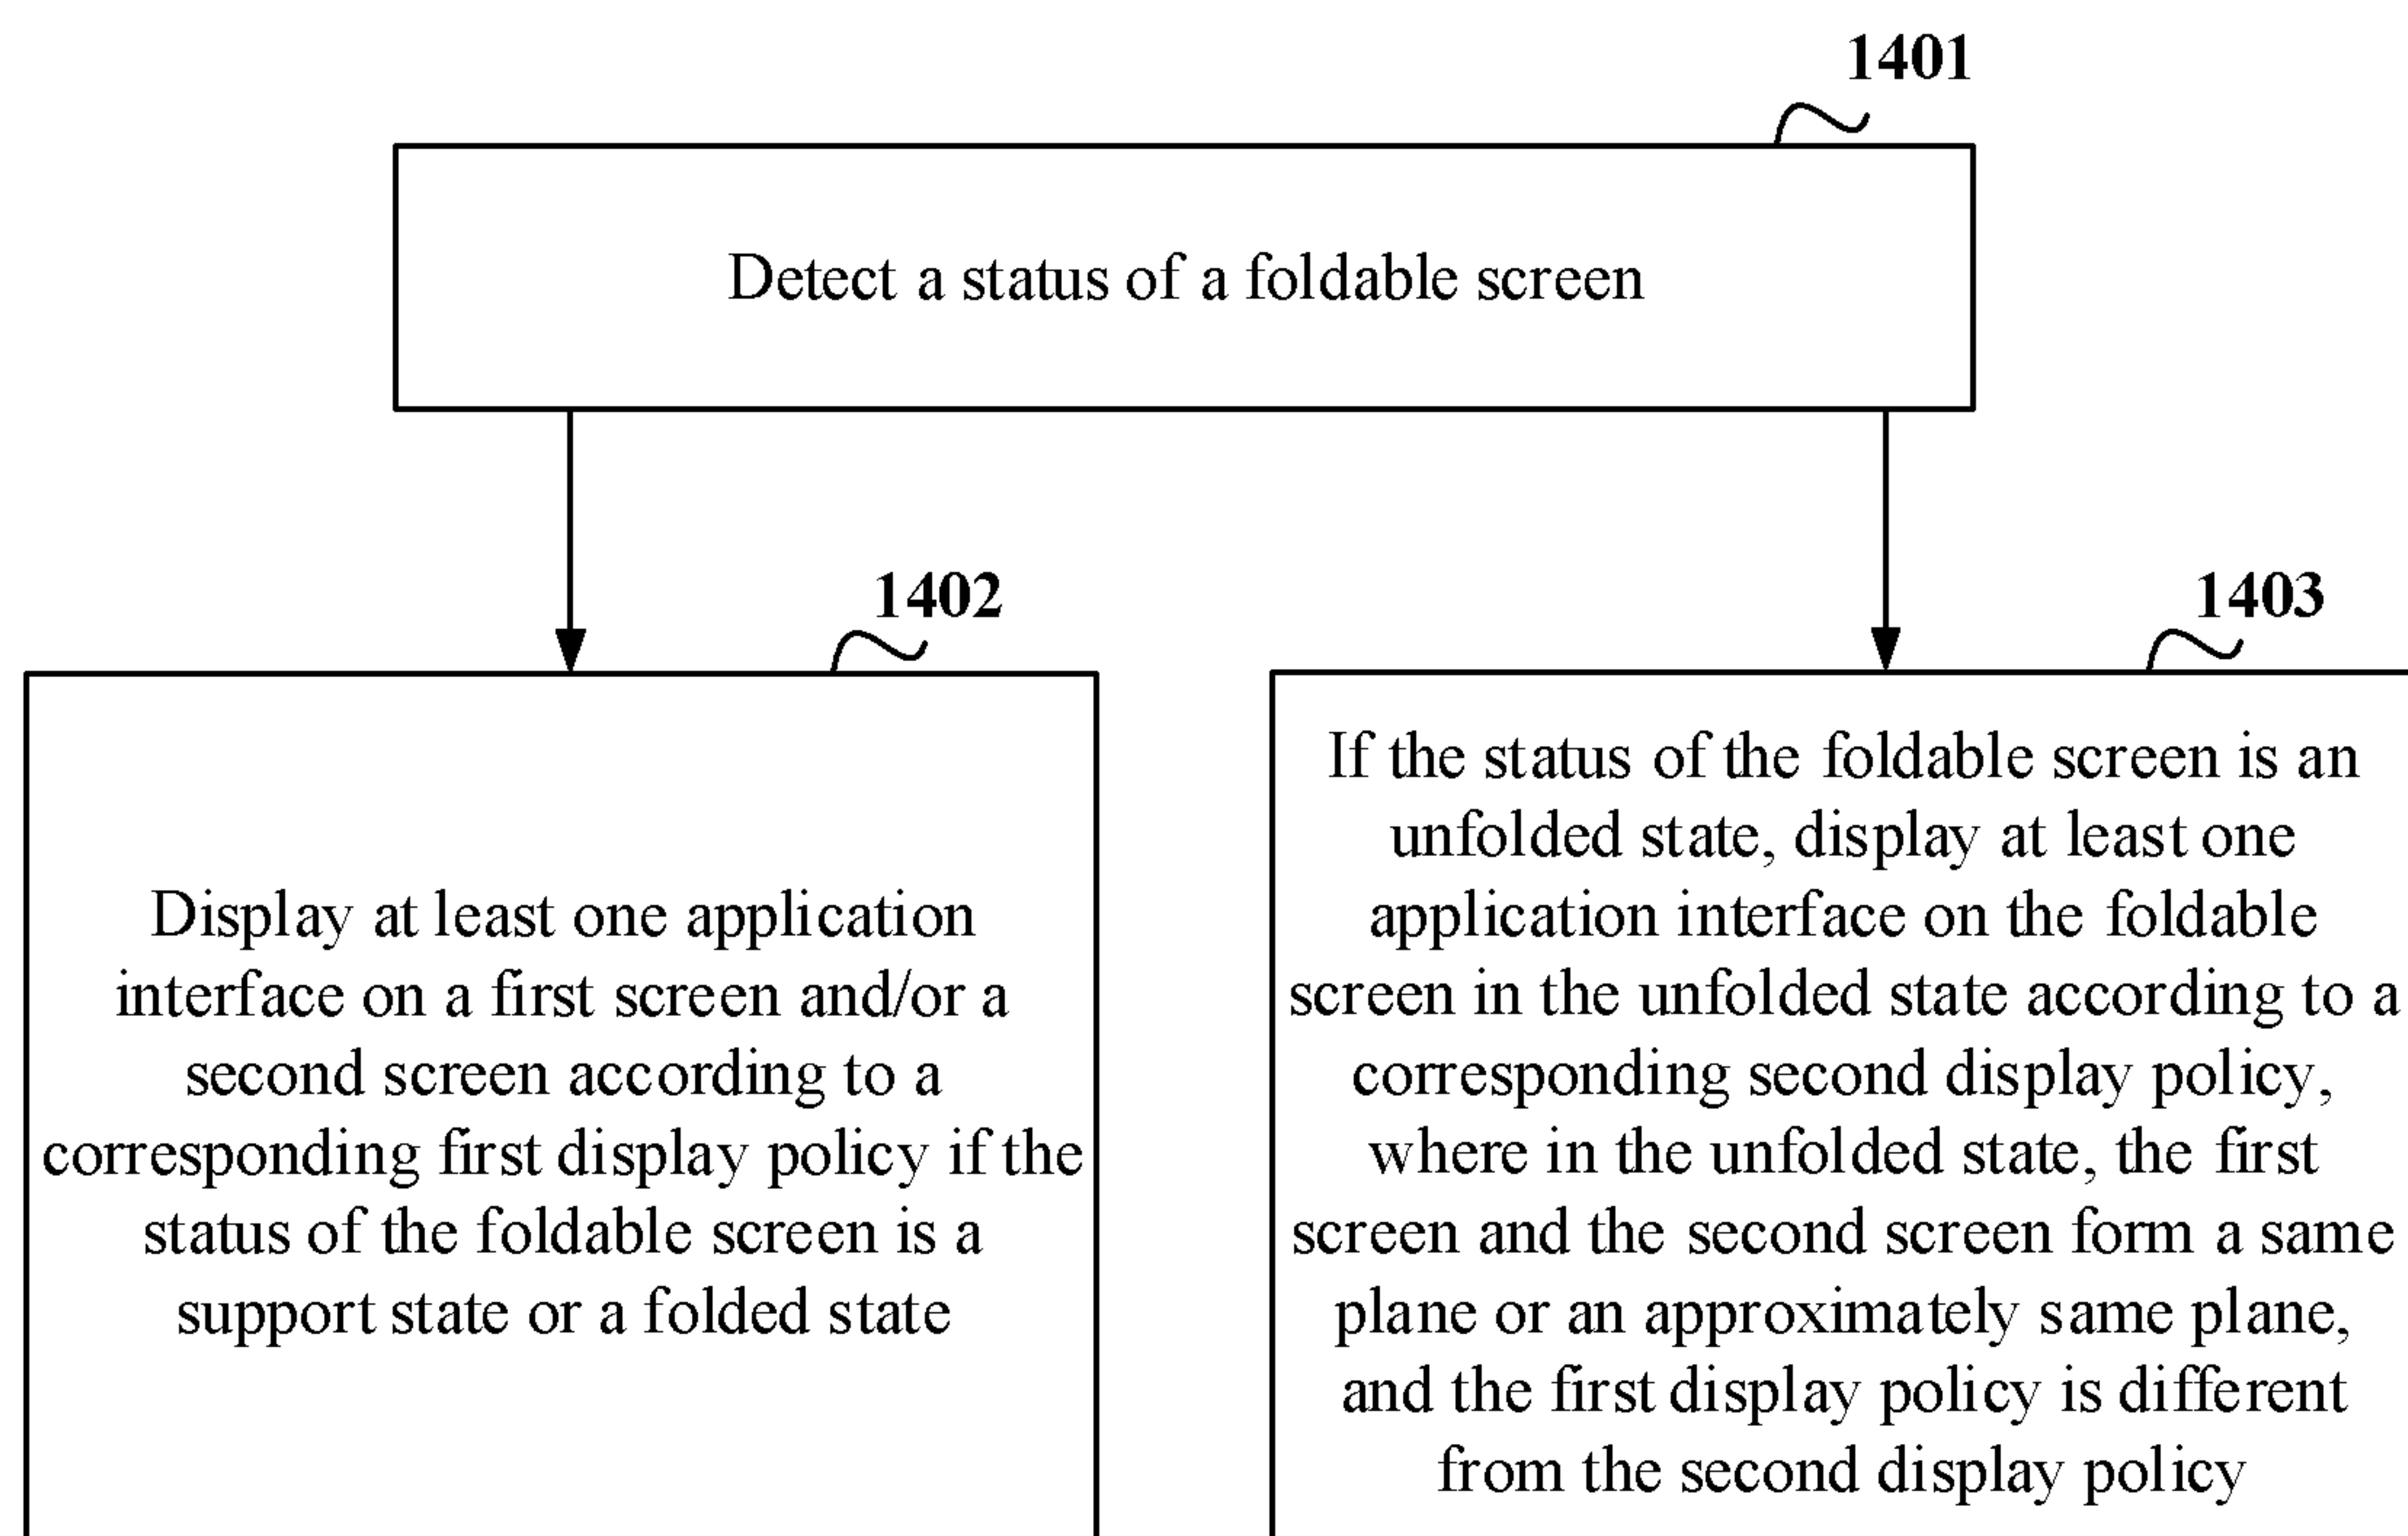 1401
Detect a status of a foldable screen
1402
Display at least one application
interface on a first screen and/or a
second screen according to a
corresponding first display policy if the
status of the foldable screen is a
support state or a folded state
1403
If the status of the foldable screen is an
unfolded state, display at least one
application interface on the foldable
screen in the unfolded state according to a
corresponding second display policy,
where in the unfolded state, the first
screen and the second screen form a same
plane or an approximately same plane,
and the first display policy is different
from the second display policy